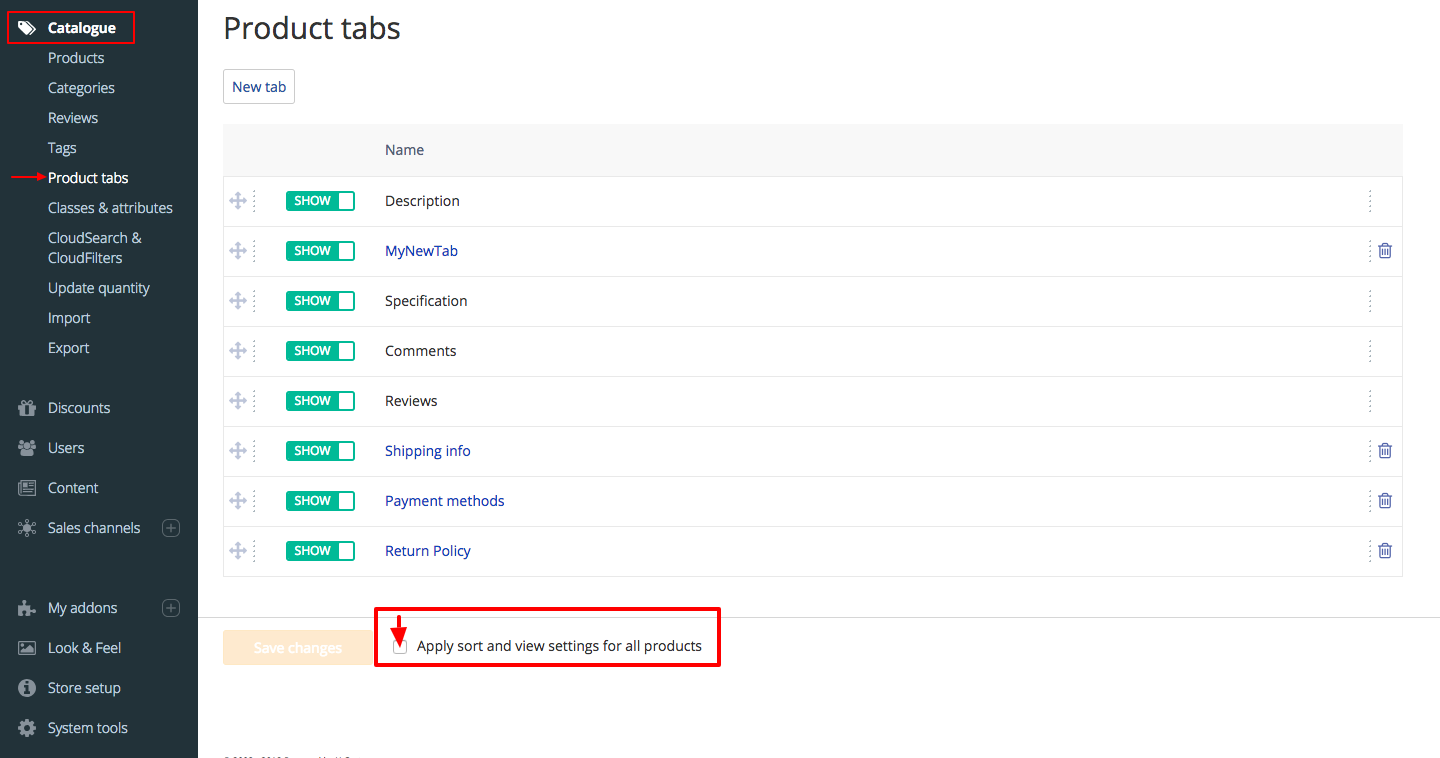 Catalogue
Products
Categories
Reviews
Tags
Product tabs
Classes & attributes
CloudSearch &
CloudFilters
Update quantity
Import
Export
Discounts
Users
Content
Sales channels
My addons
Look & Feel
Store setup
System tools
Product tabs
New tab
Name
SHOW Description
SHOW MyNewTab
SHOW Specification
SHOW Comments
SHOW Reviews
SHOW Shipping info
SHOW Payment methods
SHOW Return Policy
Save changes
Apply sort and view settings for all products